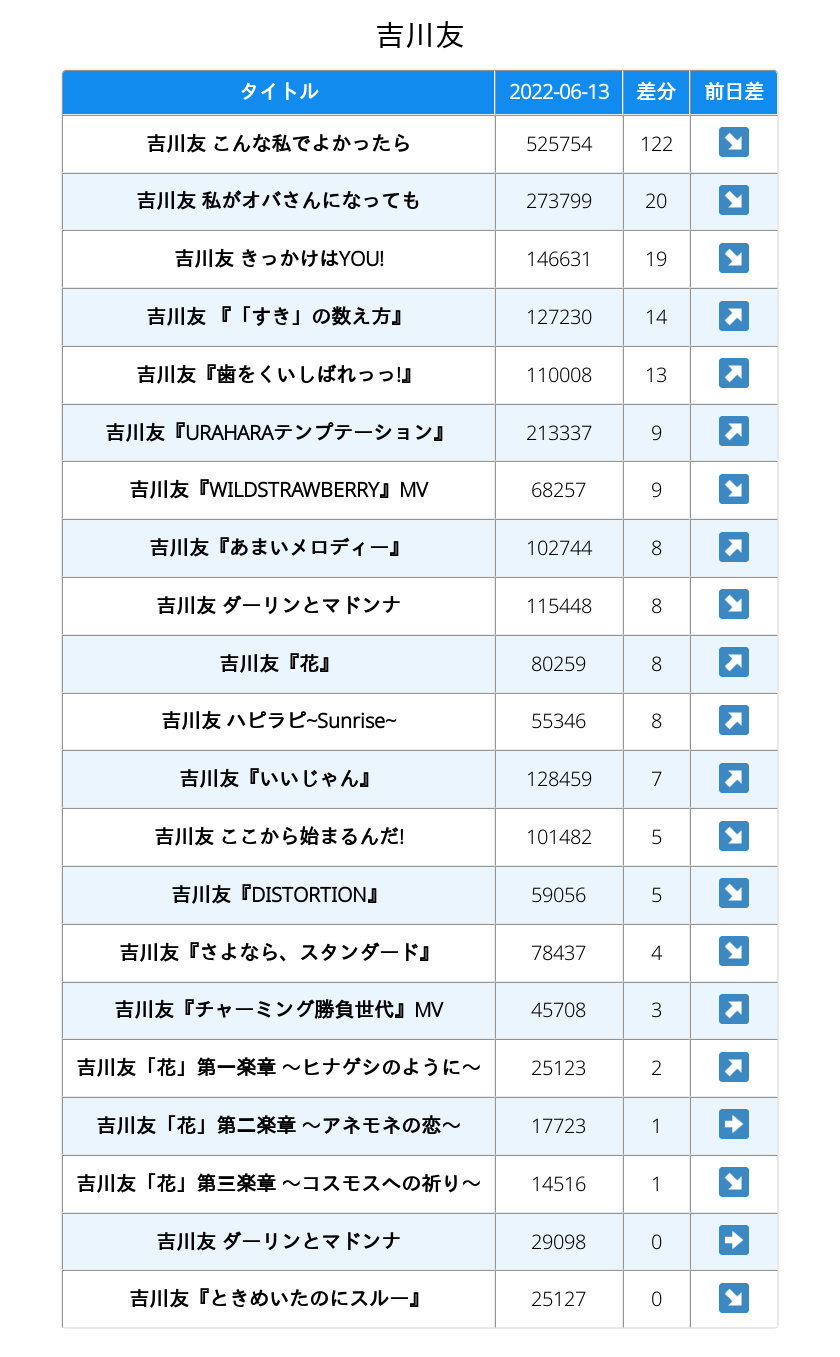 吉川友
タイトル 2022-06-13 差分 前日差
吉川友 こんな私でよかったら 525754 122 ↘
吉川友 私がオバさんになっても 273799 20 ↘
吉川友 きっかけはYOU! 146631 19 ↘
吉川友 『「すき」の数え方』 127230 14 ↗
吉川友『歯をくいしばれっっ!』 110008 13 ↗
吉川友『URAHARAテンプテーション』 213337 9 ↗
吉川友『WILDSTRAWBERRY』MV 68257 9 ↘
吉川友『あまいメロディー』 102744 8 ↗
吉川友 ダーリンとマドンナ 115448 8 ↘
吉川友『花』 80259 8 ↗
吉川友 ハピラピ~Sunrise~ 55346 8 ↗
吉川友『いいじゃん』 128459 7 ↗
吉川友 ここから始まるんだ! 101482 5 ↘
吉川友『DISTORTION』 59056 5 ↘
吉川友『さよなら、スタンダード』 78437 4 ↘
吉川友『チャーミング勝負世代』MV 45708 3 ↗
吉川友「花」第一楽章 ～ヒナゲシのように～ 25123 2 ↗
吉川友「花」第二楽章 ～アネモネの恋～ 17723 1 →
吉川友「花」第三楽章 ～コスモスへの祈り～ 14516 1 ↘
吉川友 ダーリンとマドンナ 29098 0 →
吉川友『ときめいたのにスルー』 25127 0 ↘